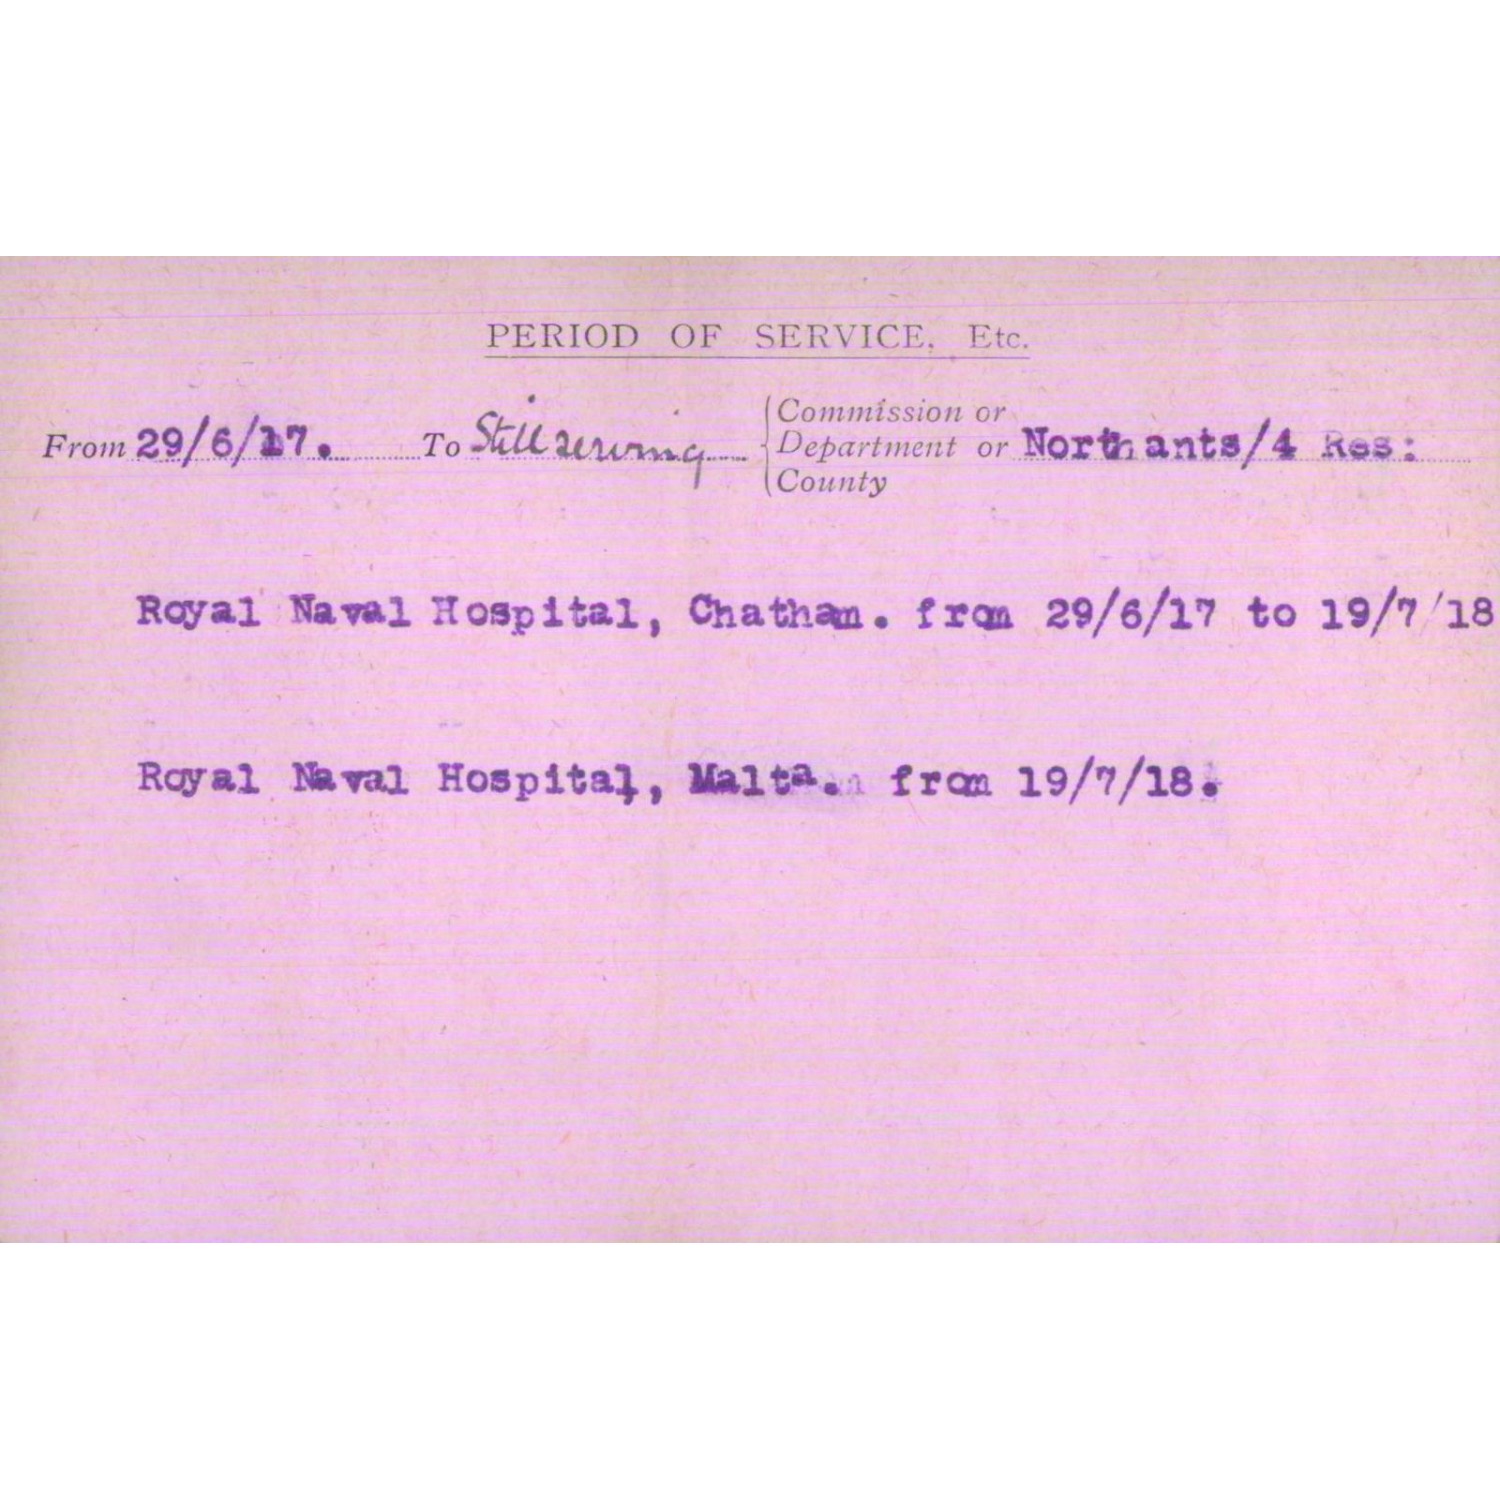 PERIOD OF SERVICE, Etc.
From 29/6/17. To Still serving Commission or Department or County Northants/4 Res:
Royal Naval Hospital, Chatham. from 29/6/17 to 19/7/18
Royal Naval Hospital, Malta. from 19/7/18.